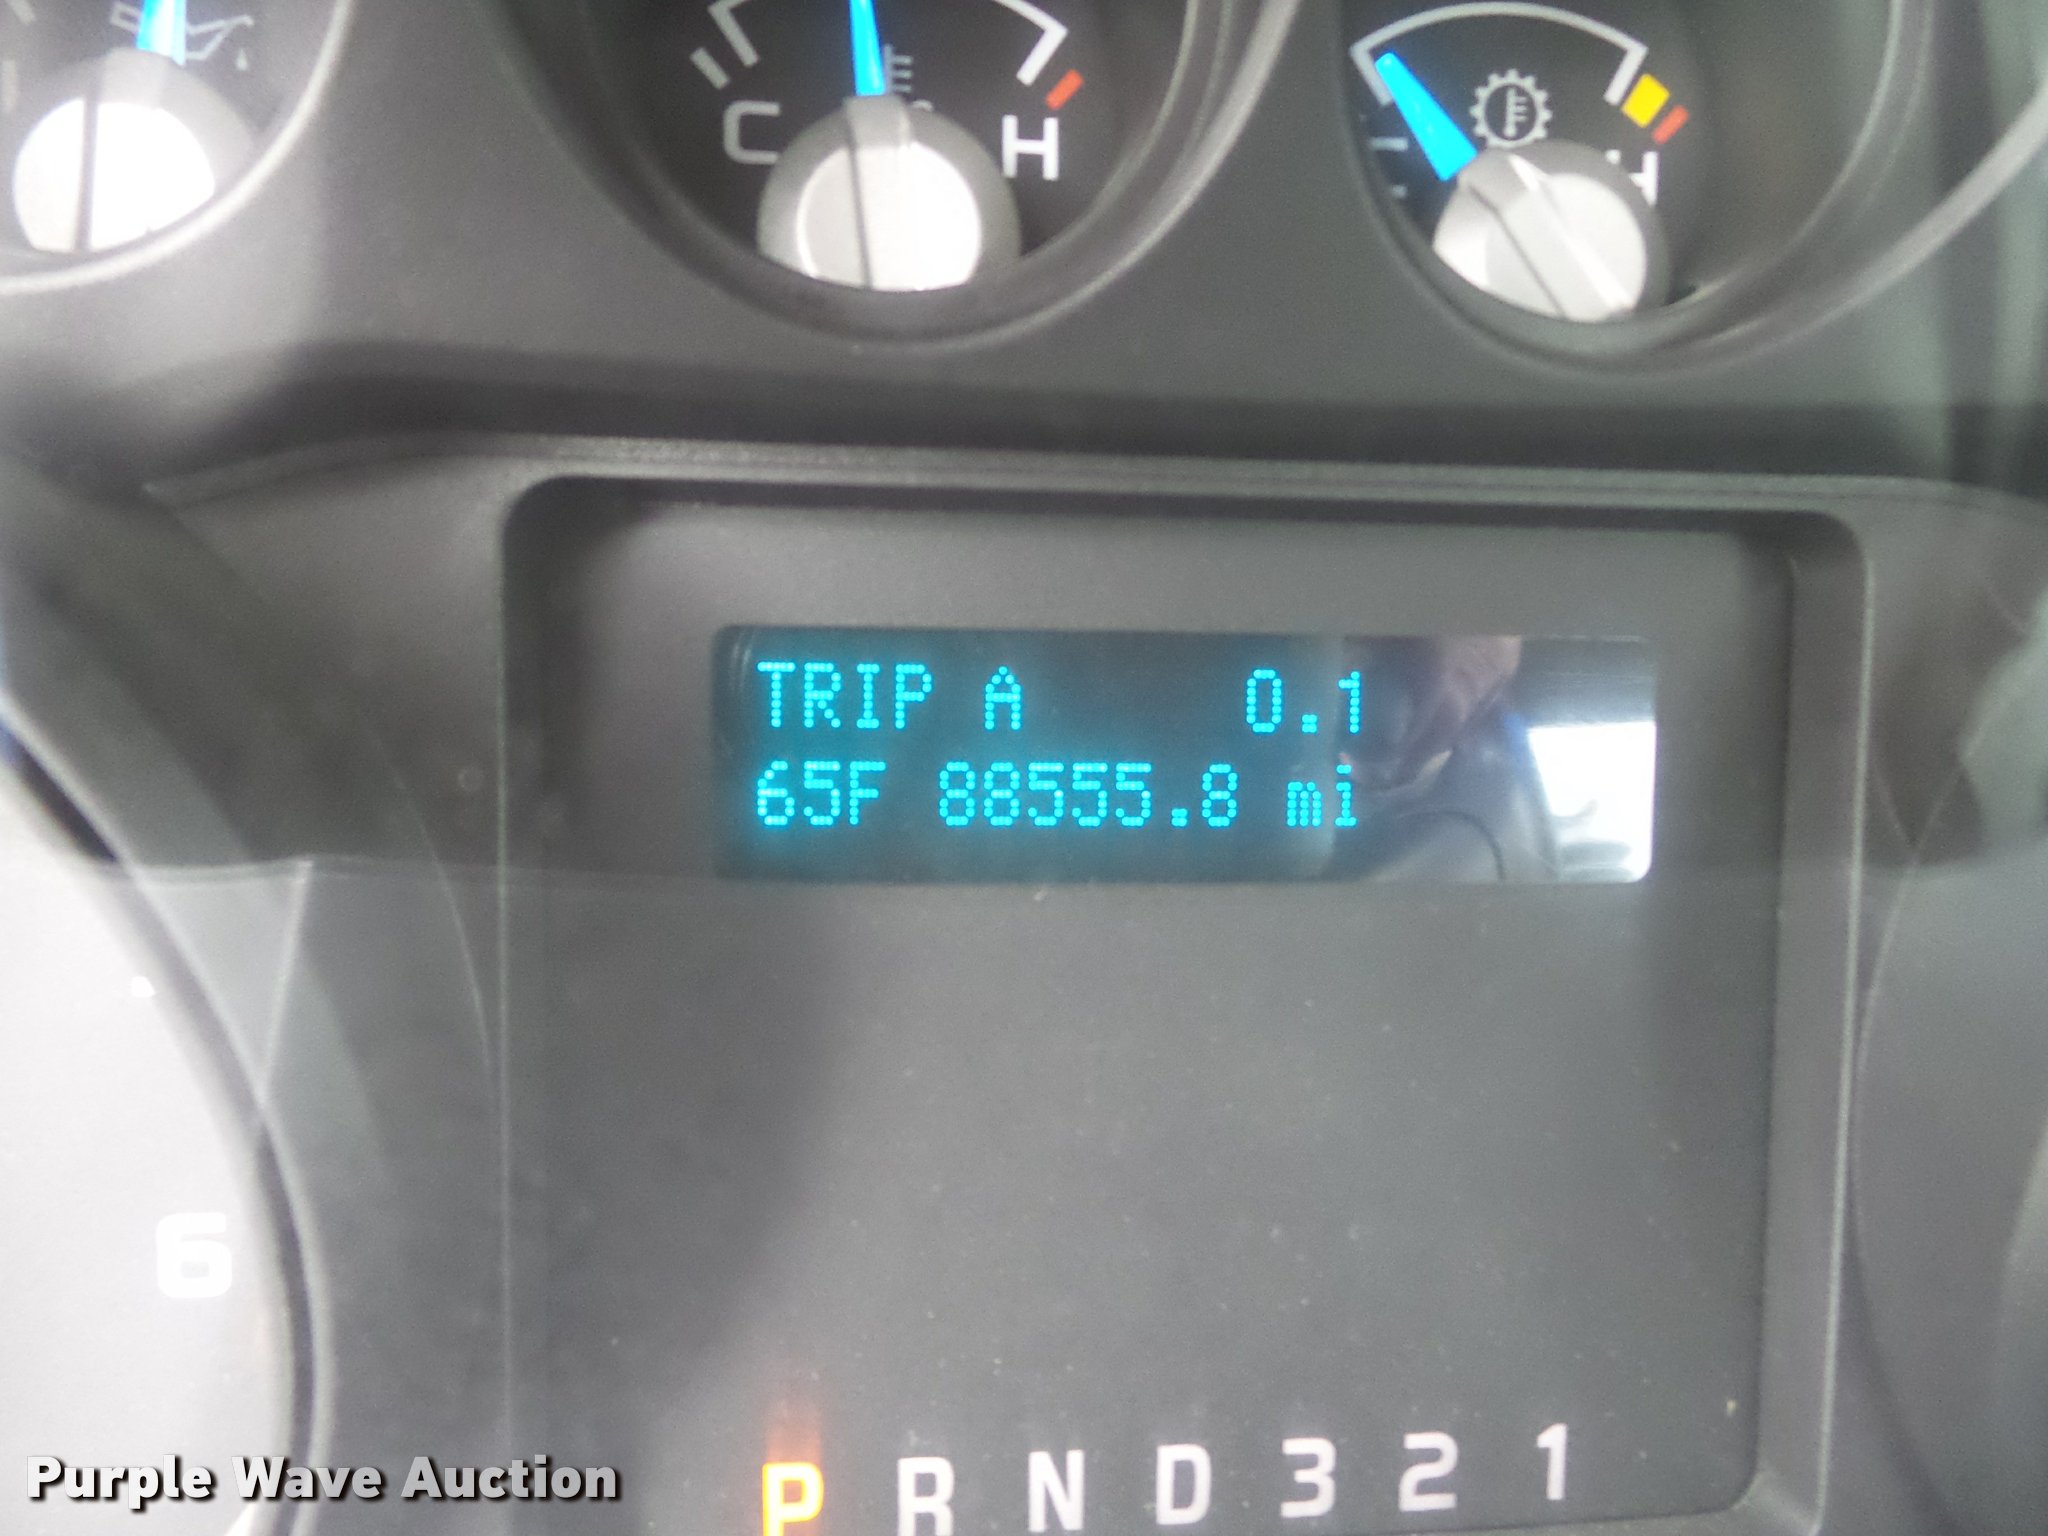 C H
H
TRIP A 0.1
65F 88555.8 mi
6
P R N D 3 2 1
Purple Wave Auction